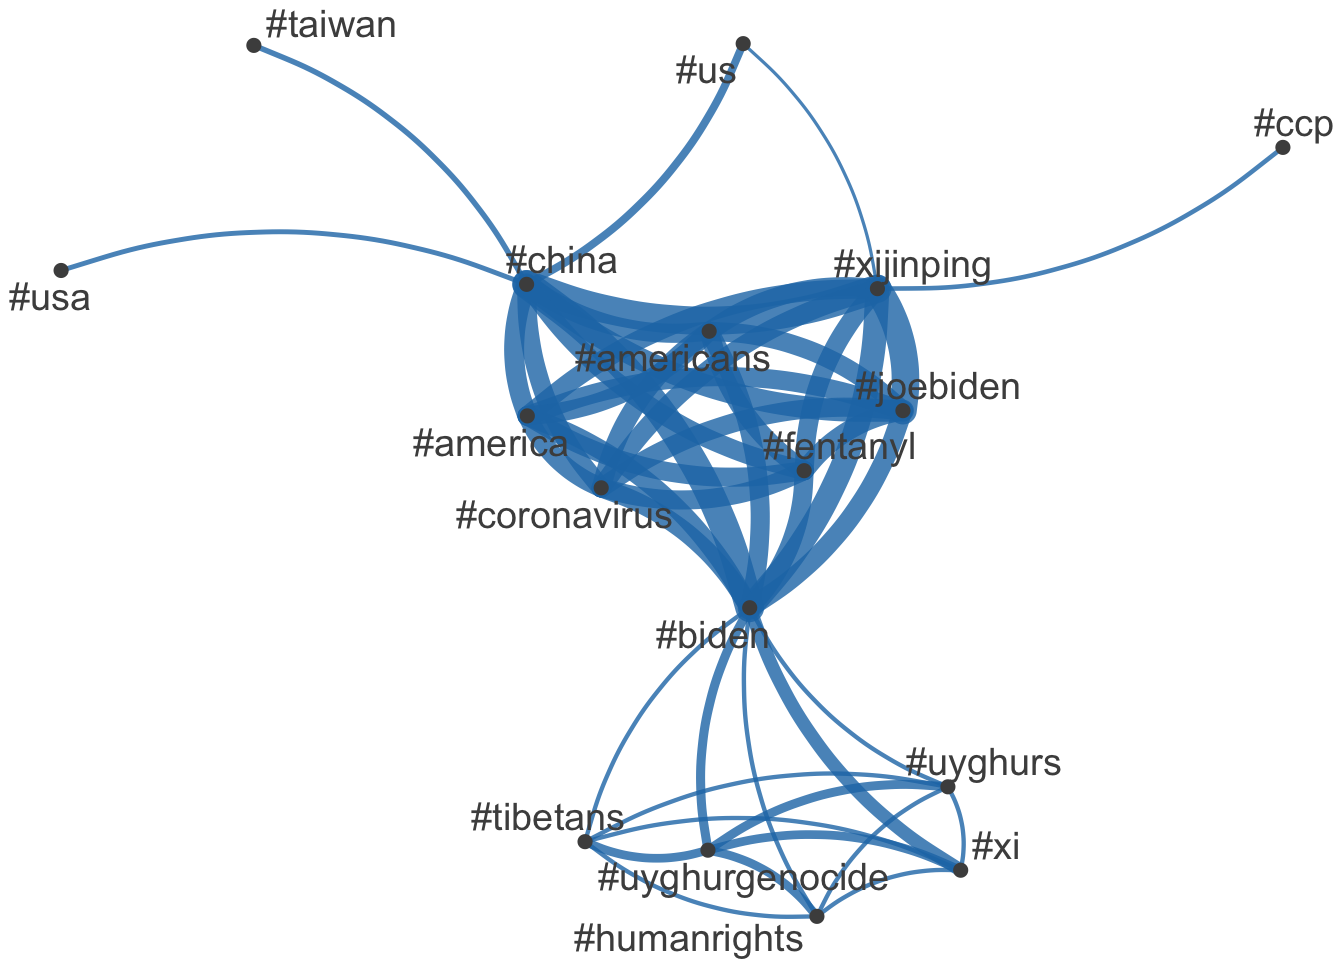 #taiwan
#us
#ccp
#china
#xijinping
#usa
#americans
#joebiden
#america
#fentanyl
#coronavirus
#biden
#uyghurs
#tibetans
#xi
#uyghurgenocide
#humanrights